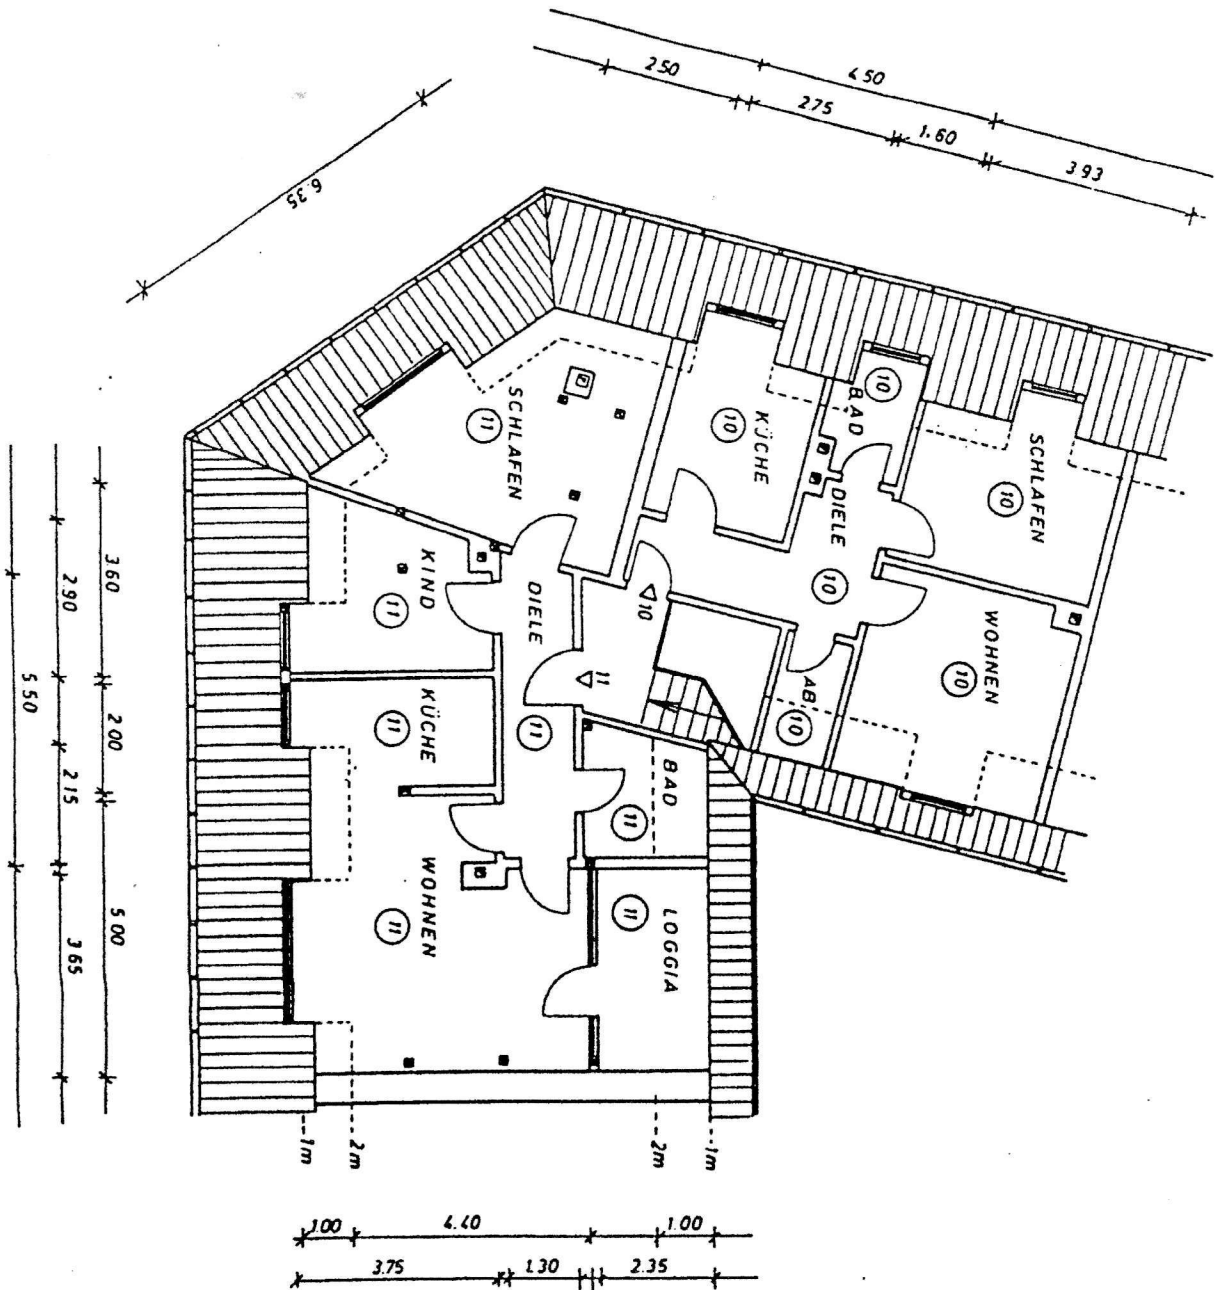 2.50
4.50
2.75
1.60
3.93
6.35
SCHLAFEN
11
KÜCHE
10
BAD
10
SCHLAFEN
10
DIELE
10
KIND
11
DIELE
11
10
11
WOHNEN
10
AB
10
KÜCHE
11
BAD
11
WOHNEN
11
LOGGIA
11
3.60
2.90
5.50
2.00
2.15
5.00
3.65
1m
2m
2m
1m
1.00
4.40
1.00
3.75
1.30
2.35